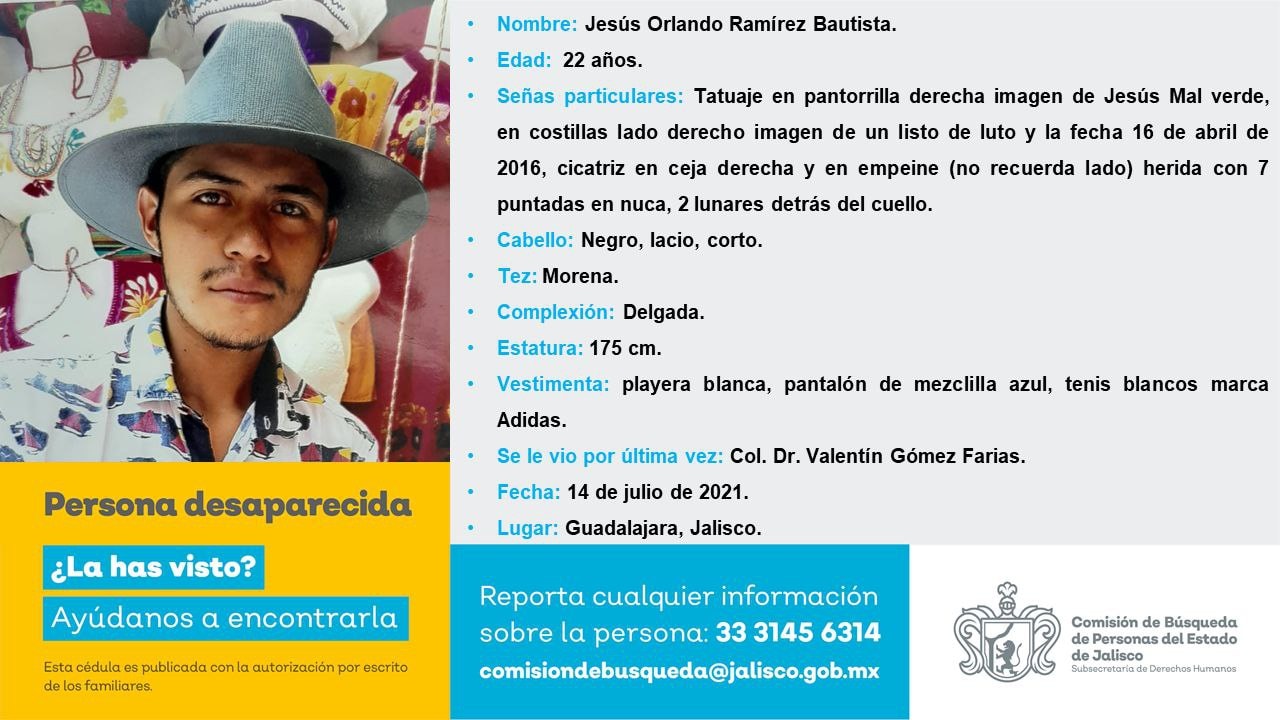 Nombre: Jesús Orlando Ramírez Bautista.
Edad: 22 años.
Señas particulares: Tatuaje en pantorrilla derecha imagen de Jesús Mal verde,
en costillas lado derecho imagen de un listo de luto y la fecha 16 de abril de
2016, cicatriz en ceja derecha y en empeine (no recuerda lado) herida con 7
puntadas en nuca, 2 lunares detrás del cuello.
Cabello: Negro, lacio, corto.
Tez: Morena.
Complexión: Delgada.
Estatura: 175 cm.
Vestimenta: playera blanca, pantalón de mezclilla azul, tenis blancos marca
Adidas.
Se le vio por última vez: Col. Dr. Valentín Gómez Farias.
Fecha: 14 de julio de 2021.
Lugar: Guadalajara, Jalisco.
Persona desaparecida
¿La has visto?
Ayúdanos a encontrarla
Esta cédula es publicada con la autorización por escrito
de los familiares.
Reporta cualquier información
sobre la persona: 33 3145 6314
comisiondebusqueda@jalisco.gob.mx
Comisión de Búsqueda
de Personas del Estado
de Jalisco
Subsecretaría de Derechos Humanos